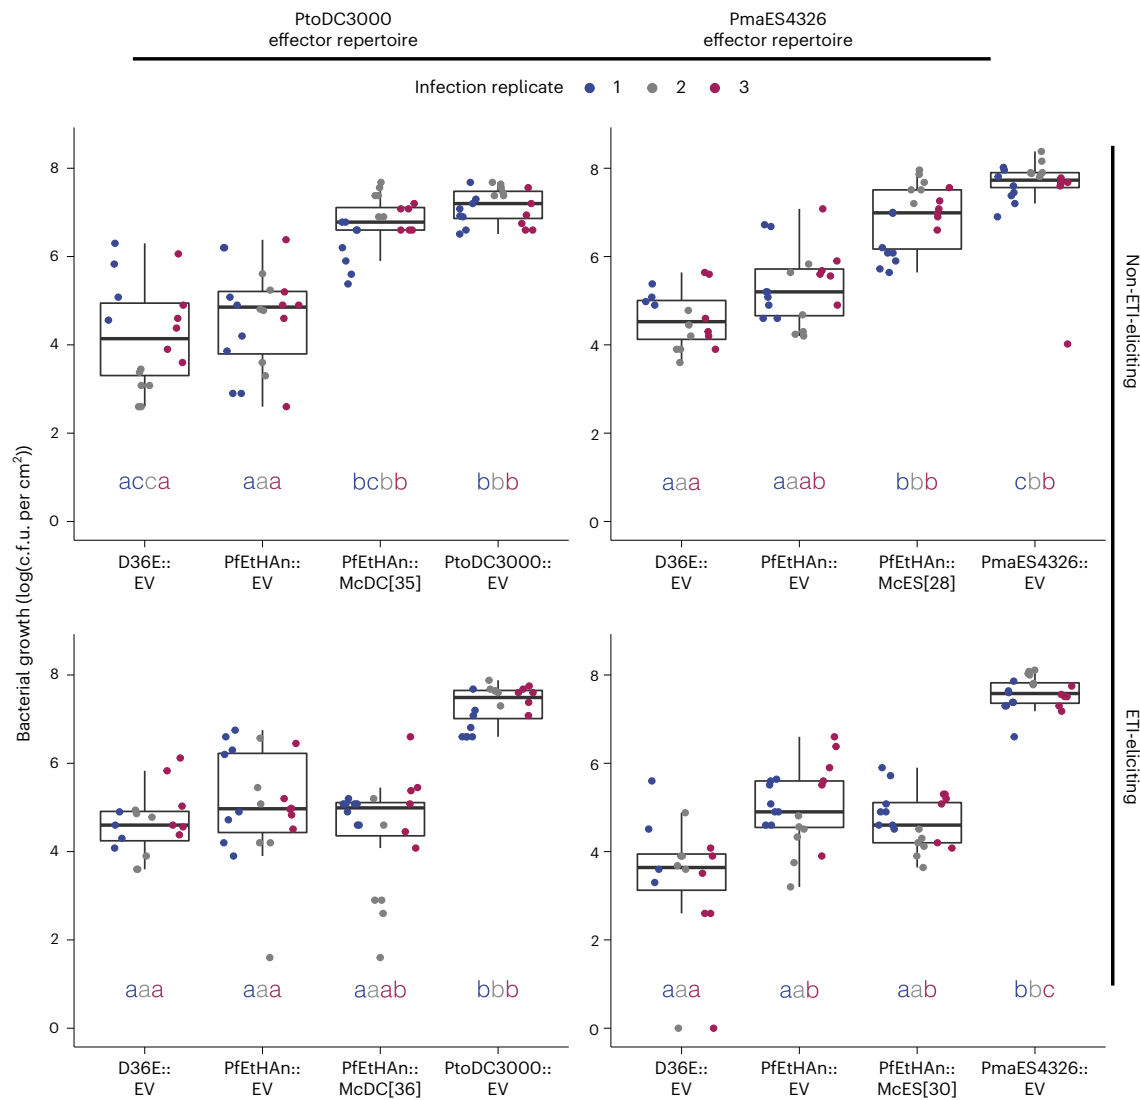 PtoDC3000
effector repertoire
PmaES4326
effector repertoire
Infection replicate 1 2 3
Bacterial growth (log(c.f.u. per cm²))
8
6
4
2
0
acca aaa bcbb bbb
D36E::
EV
PfEtHAn::
EV
PfEtHAn::
McDC[35]
PtoDC3000::
EV
8
6
4
2
0
aaa aaab bbb cbb
D36E::
EV
PfEtHAn::
EV
PfEtHAn::
McES[28]
PmaES4326::
EV
Non-ETI-eliciting
8
6
4
2
0
aaa aaa aaab bbb
D36E::
EV
PfEtHAn::
EV
PfEtHAn::
McDC[36]
PtoDC3000::
EV
8
6
4
2
0
aaa aab aab bbc
D36E::
EV
PfEtHAn::
EV
PfEtHAn::
McES[30]
PmaES4326::
EV
ETI-eliciting